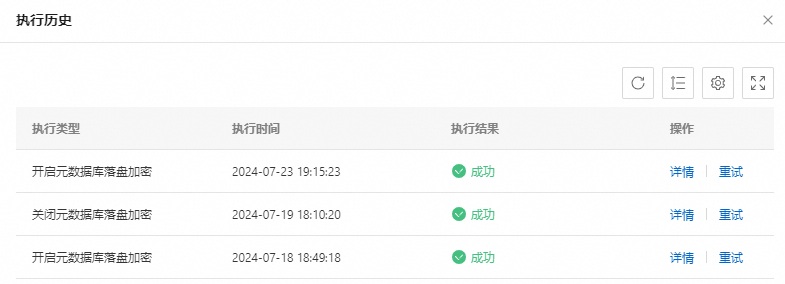 执行历史
执行类型 执行时间 执行结果 操作
开启元数据库落盘加密 2024-07-23 19:15:23 成功 详情 重试
关闭元数据库落盘加密 2024-07-19 18:10:20 成功 详情 重试
开启元数据库落盘加密 2024-07-18 18:49:18 成功 详情 重试